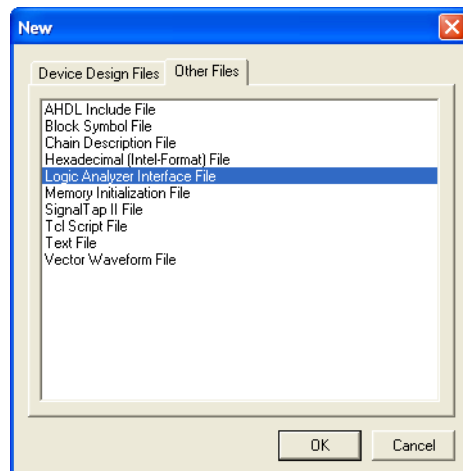 New
Device Design Files Other Files
AHDL Include File
Block Symbol File
Chain Description File
Hexadecimal (Intel-Format) File
Logic Analyzer Interface File
Memory Initialization File
SignalTap II File
Tcl Script File
Text File
Vector Waveform File
OK Cancel